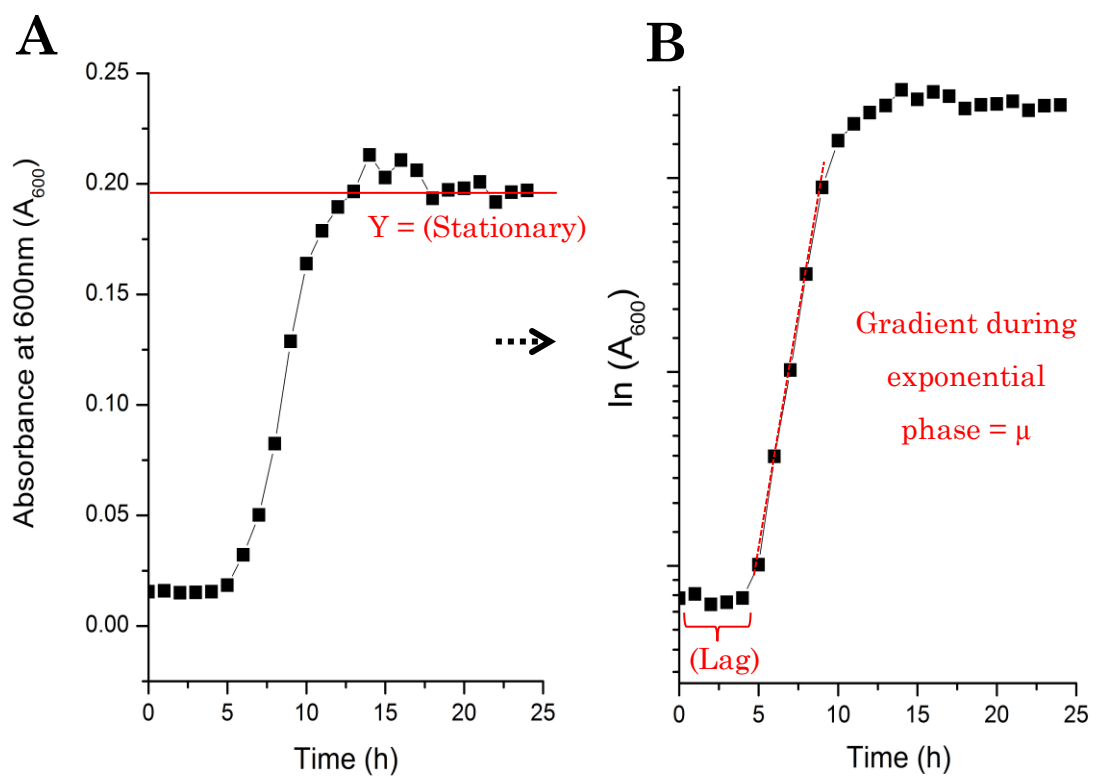 A
B
0.25
0.20
0.15
0.10
0.05
0.00
Absorbance at 600nm (A600)
Y = (Stationary)
0
5
10
15
20
25
Time (h)
ln (A600)
Gradient during
exponential
phase = μ
(Lag)
0
5
10
15
20
25
Time (h)